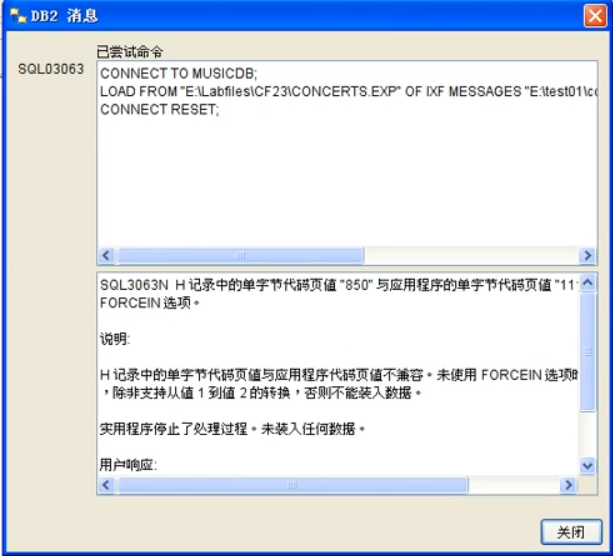 DB2 消息
已尝试命令
SQL03063
CONNECT TO MUSICDB;
LOAD FROM "E:\Labfiles\CF23\CONCERTS.EXP" OF IXF MESSAGES "E:\test01\c
CONNECT RESET;
SQL3063N H 记录中的单字节代码页值 "850" 与应用程序的单字节代码页值 "11
FORCEIN 选项。
说明:
H 记录中的单字节代码页值与应用程序代码页值不兼容。未使用 FORCEIN 选项时
，除非支持从值 1 到值 2 的转换，否则不能装入数据。
实用程序停止了处理过程。未装入任何数据。
用户响应:
关闭